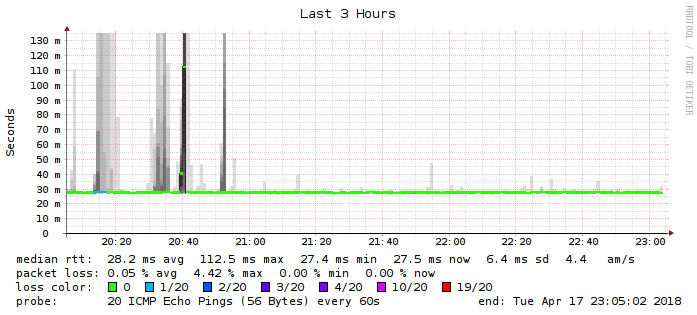 Last 3 Hours
RRDTOOL / TOBI OETIKER
Seconds
130 m
120 m
110 m
100 m
90 m
80 m
70 m
60 m
50 m
40 m
30 m
20 m
10 m
0
20:20 20:40 21:00 21:20 21:40 22:00 22:20 22:40 23:00
median rtt: 28.2 ms avg 112.5 ms max 27.4 ms min 27.5 ms now 6.4 ms sd 4.4 am/s
packet loss: 0.05 % avg 4.42 % max 0.00 % min 0.00 % now
loss color: 0 1/20 2/20 3/20 4/20 10/20 19/20
probe: 20 ICMP Echo Pings (56 Bytes) every 60s end: Tue Apr 17 23:05:02 2018